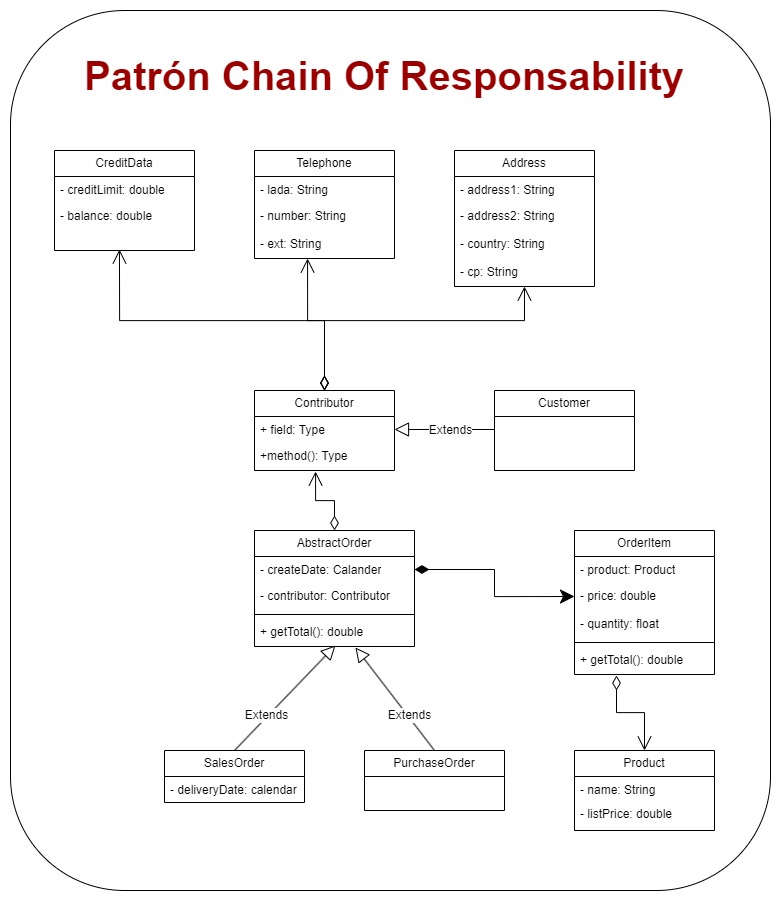 Patrón Chain Of Responsability
CreditData
- creditLimit: double
- balance: double
Telephone
- lada: String
- number: String
- ext: String
Address
- address1: String
- address2: String
- country: String
- cp: String
Contributor
+ field: Type
+method(): Type
Extends
Customer
AbstractOrder
- createDate: Calander
- contributor: Contributor
+ getTotal(): double
OrderItem
- product: Product
- price: double
- quantity: float
+ getTotal(): double
Extends
Extends
SalesOrder
- deliveryDate: calendar
PurchaseOrder
Product
- name: String
- listPrice: double